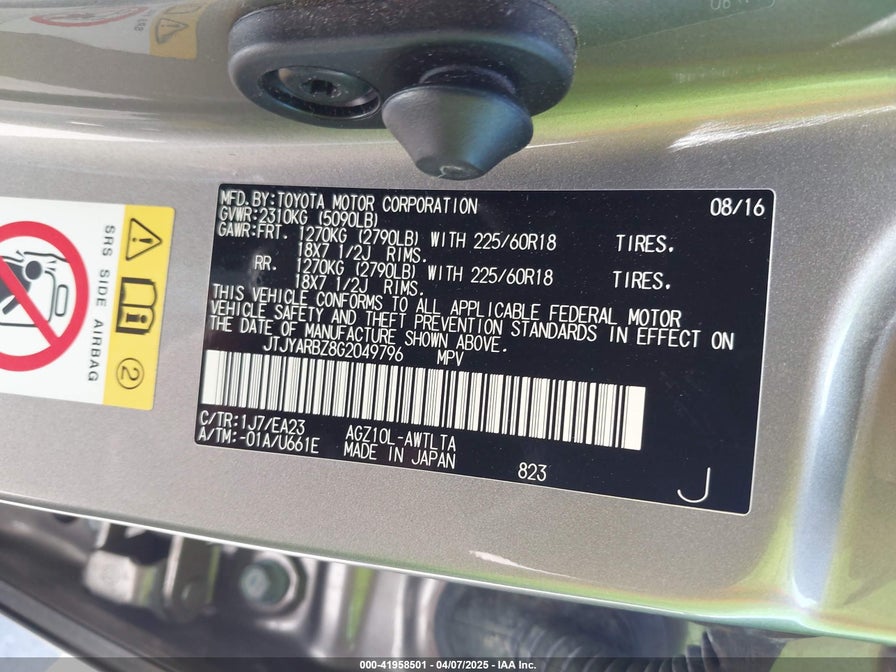 MFD.BY:TOYOTA MOTOR CORPORATION 08/16
GVWR:2310KG (5090LB)
GAWR:FRT. 1270KG (2790LB) WITH 225/60R18 TIRES.
18X7 1/2J RIMS.
RR. 1270KG (2790LB) WITH 225/60R18 TIRES.
18X7 1/2J RIMS.
THIS VEHICLE CONFORMS TO ALL APPLICABLE FEDERAL MOTOR
VEHICLE SAFETY AND THEFT PREVENTION STANDARDS IN EFFECT ON
THE DATE OF MANUFACTURE SHOWN ABOVE.
JTJYARBZ8G2049796 MPV
C/TR:1J7/EA23 AGZ10L-AWTLTA
A/TM:-01A/U661E MADE IN JAPAN 823
J
SRS SIDE AIRBAG
2
000-41958501 - 04/07/2025 - IAA Inc.